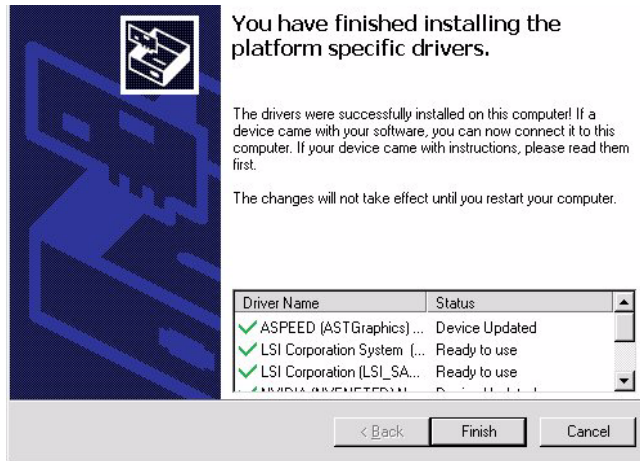 You have finished installing the
platform specific drivers.
The drivers were successfully installed on this computer! If a
device came with your software, you can now connect it to this
computer. If your device came with instructions, please read them
first.
The changes will not take effect until you restart your computer.
Driver Name Status
ASPEED (ASTGraphics) ... Device Updated
LSI Corporation System (... Ready to use
LSI Corporation (LSI_SA... Ready to use
< Back Finish Cancel